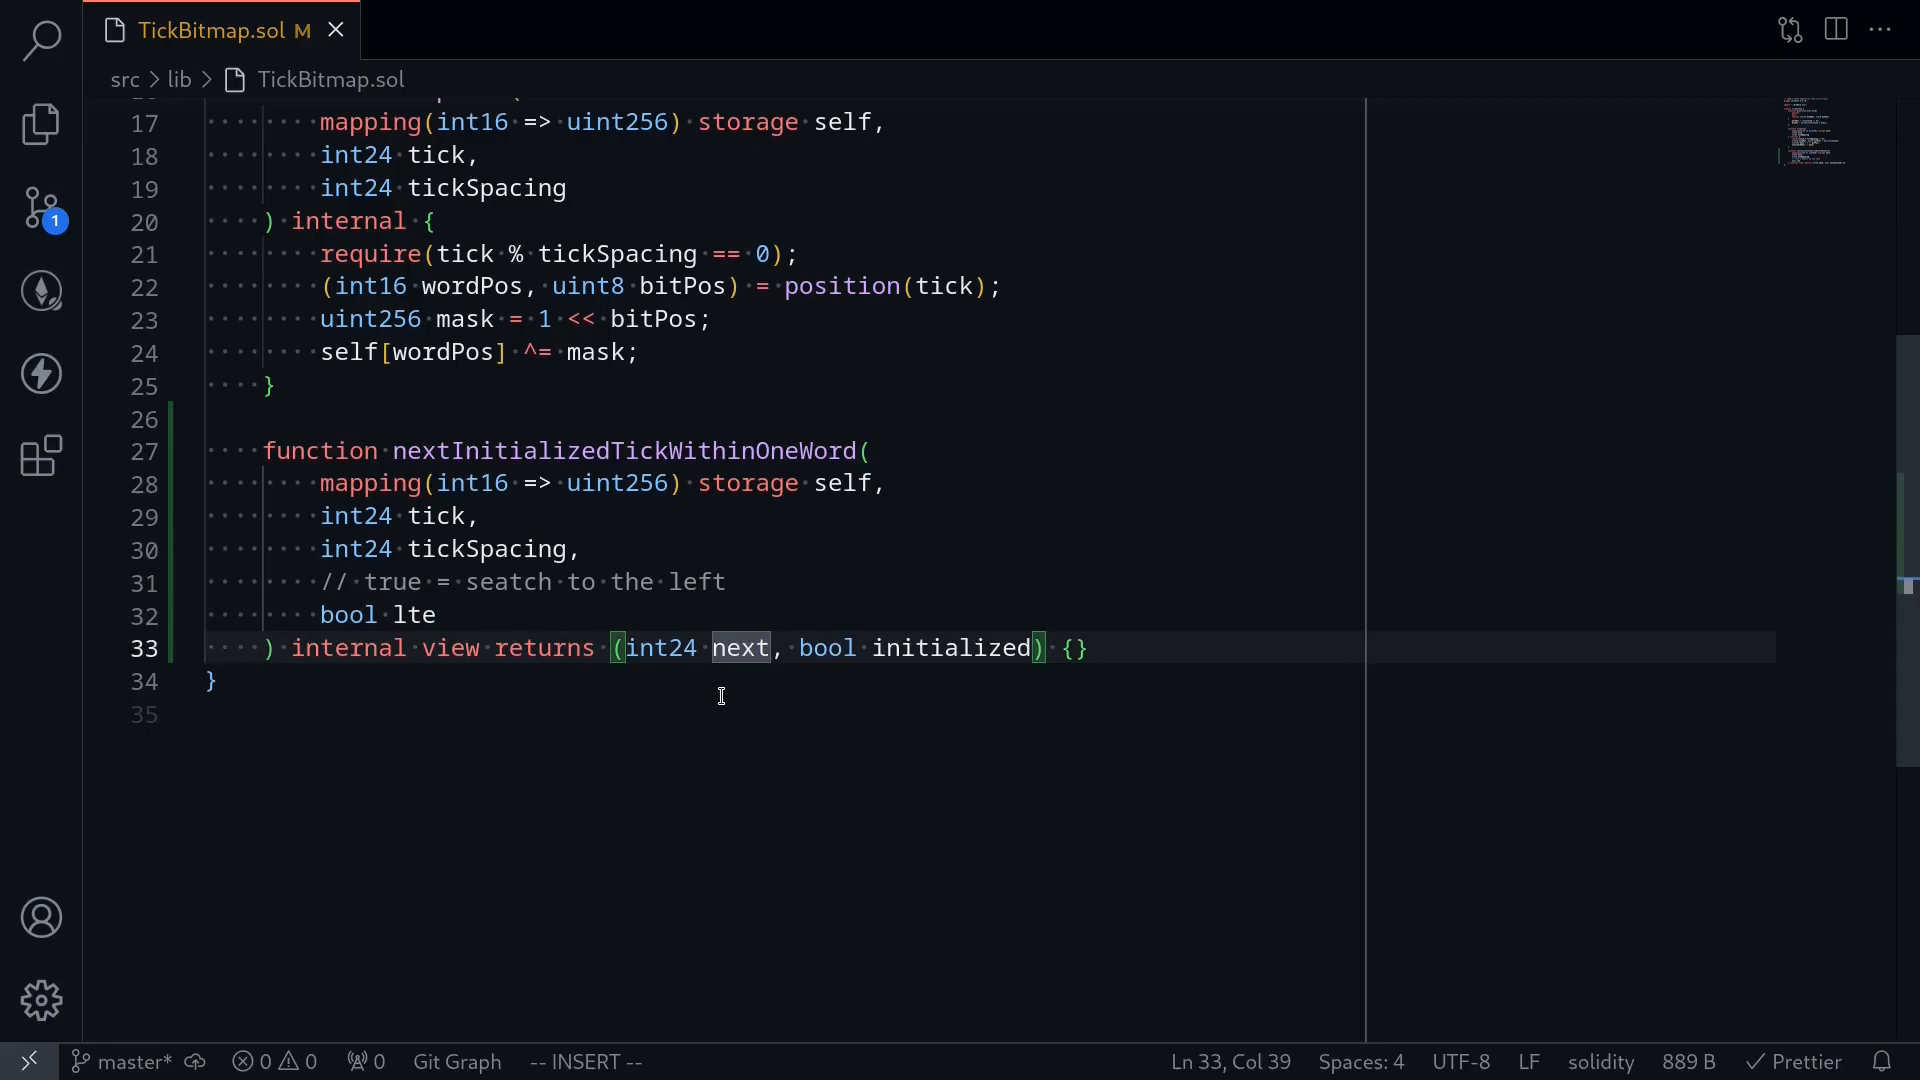 TickBitmap.sol M
src > lib > TickBitmap.sol
17 mapping(int16 => uint256) storage self,
18 int24 tick,
19 int24 tickSpacing
20 ) internal {
21 require(tick % tickSpacing == 0);
22 (int16 wordPos, uint8 bitPos) = position(tick);
23 uint256 mask = 1 << bitPos;
24 self[wordPos] ^= mask;
25 }
26
27 function nextInitializedTickWithinOneWord(
28 mapping(int16 => uint256) storage self,
29 int24 tick,
30 int24 tickSpacing,
31 // true = seatch to the left
32 bool lte
33 ) internal view returns (int24 next, bool initialized) {}
34 }
35
1
master* 0 0 0 Git Graph -- INSERT -- Ln 33, Col 39 Spaces: 4 UTF-8 LF solidity 889 B Prettier